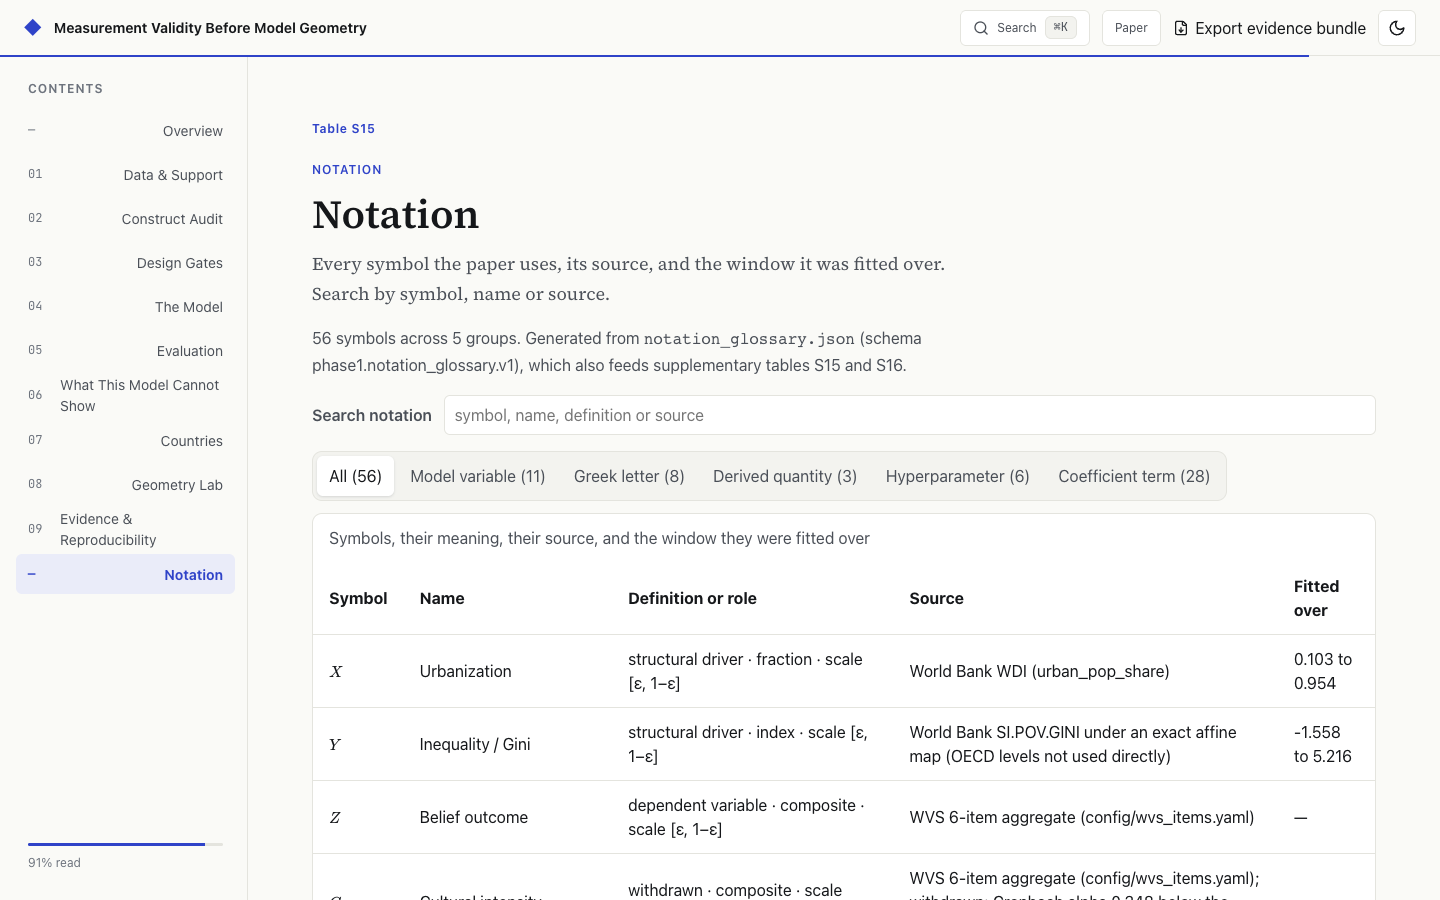 Measurement Validity Before Model Geometry
Search ⌘K
Paper
Export evidence bundle
CONTENTS
— Overview
01 Data & Support
02 Construct Audit
03 Design Gates
04 The Model
05 Evaluation
06 What This Model Cannot
Show
07 Countries
08 Geometry Lab
09 Evidence &
Reproducibility
— Notation
91% read
Table S15
NOTATION
Notation
Every symbol the paper uses, its source, and the window it was fitted over.
Search by symbol, name or source.
56 symbols across 5 groups. Generated from notation_glossary.json (schema
phase1.notation_glossary.v1), which also feeds supplementary tables S15 and S16.
Search notation symbol, name, definition or source
All (56) Model variable (11) Greek letter (8) Derived quantity (3) Hyperparameter (6) Coefficient term (28)
Symbols, their meaning, their source, and the window they were fitted over
Symbol Name Definition or role Source Fitted
over
X Urbanization structural driver · fraction · scale
[ε, 1−ε] World Bank WDI (urban_pop_share) 0.103 to
0.954
Y Inequality / Gini structural driver · index · scale [ε,
1−ε] World Bank SI.POV.GINI under an exact affine
map (OECD levels not used directly) -1.558
to 5.216
Z Belief outcome dependent variable · composite ·
scale [ε, 1−ε] WVS 6-item aggregate (config/wvs_items.yaml) —
withdrawn · composite · scale
WVS 6-item aggregate (config/wvs_items.yaml);